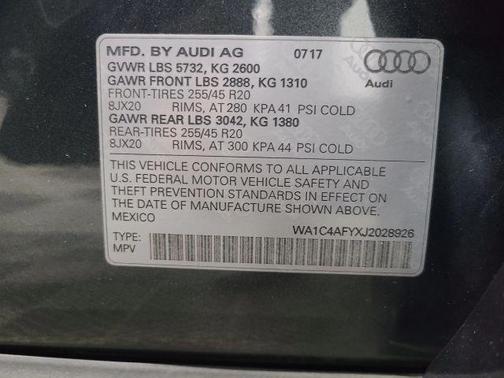 MFD. BY AUDI AG 0717
GVWR LBS 5732, KG 2600
GAWR FRONT LBS 2888, KG 1310
FRONT-TIRES 255/45 R20
8JX20 RIMS, AT 280 KPA 41 PSI COLD
GAWR REAR LBS 3042, KG 1380
REAR-TIRES 255/45 R20
8JX20 RIMS, AT 300 KPA 44 PSI COLD
Audi
THIS VEHICLE CONFORMS TO ALL APPLICABLE
U.S. FEDERAL MOTOR VEHICLE SAFETY AND
THEFT PREVENTION STANDARDS IN EFFECT ON THE
DATE OF MANUFACTURE SHOWN ABOVE.
MEXICO
WA1C4AFYXJ2028926
TYPE:
MPV